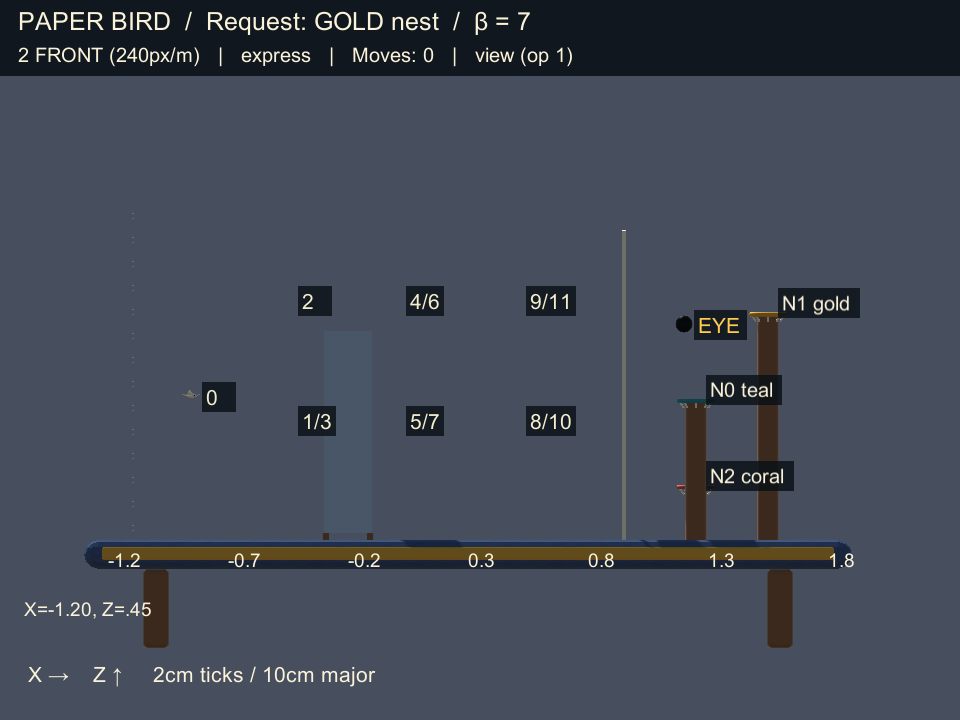 PAPER BIRD / Request: GOLD nest / β = 7
2 FRONT (240px/m) | express | Moves: 0 | view (op 1)
2
4/6
9/11
N1 gold
EYE
0
N0 teal
1/3
5/7
8/10
N2 coral
-1.2
-0.7
-0.2
0.3
0.8
1.3
1.8
X=-1.20, Z=.45
X → Z ↑ 2cm ticks / 10cm major